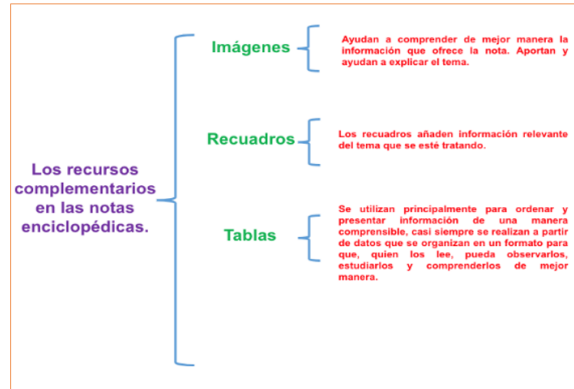 Los recursos
complementarios
en las notas
enciclopédicas.
Imágenes
Ayudan a comprender de mejor manera la
información que ofrece la nota. Aportan y
ayudan a explicar el tema.
Recuadros
Los recuadros añaden información relevante
del tema que se esté tratando.
Tablas
Se utilizan principalmente para ordenar y
presentar información de una manera
comprensible, casi siempre se realizan a partir
de datos que se organizan en un formato para
que, quien los lee, pueda observarlos,
estudiarlos y comprenderlos de mejor
manera.